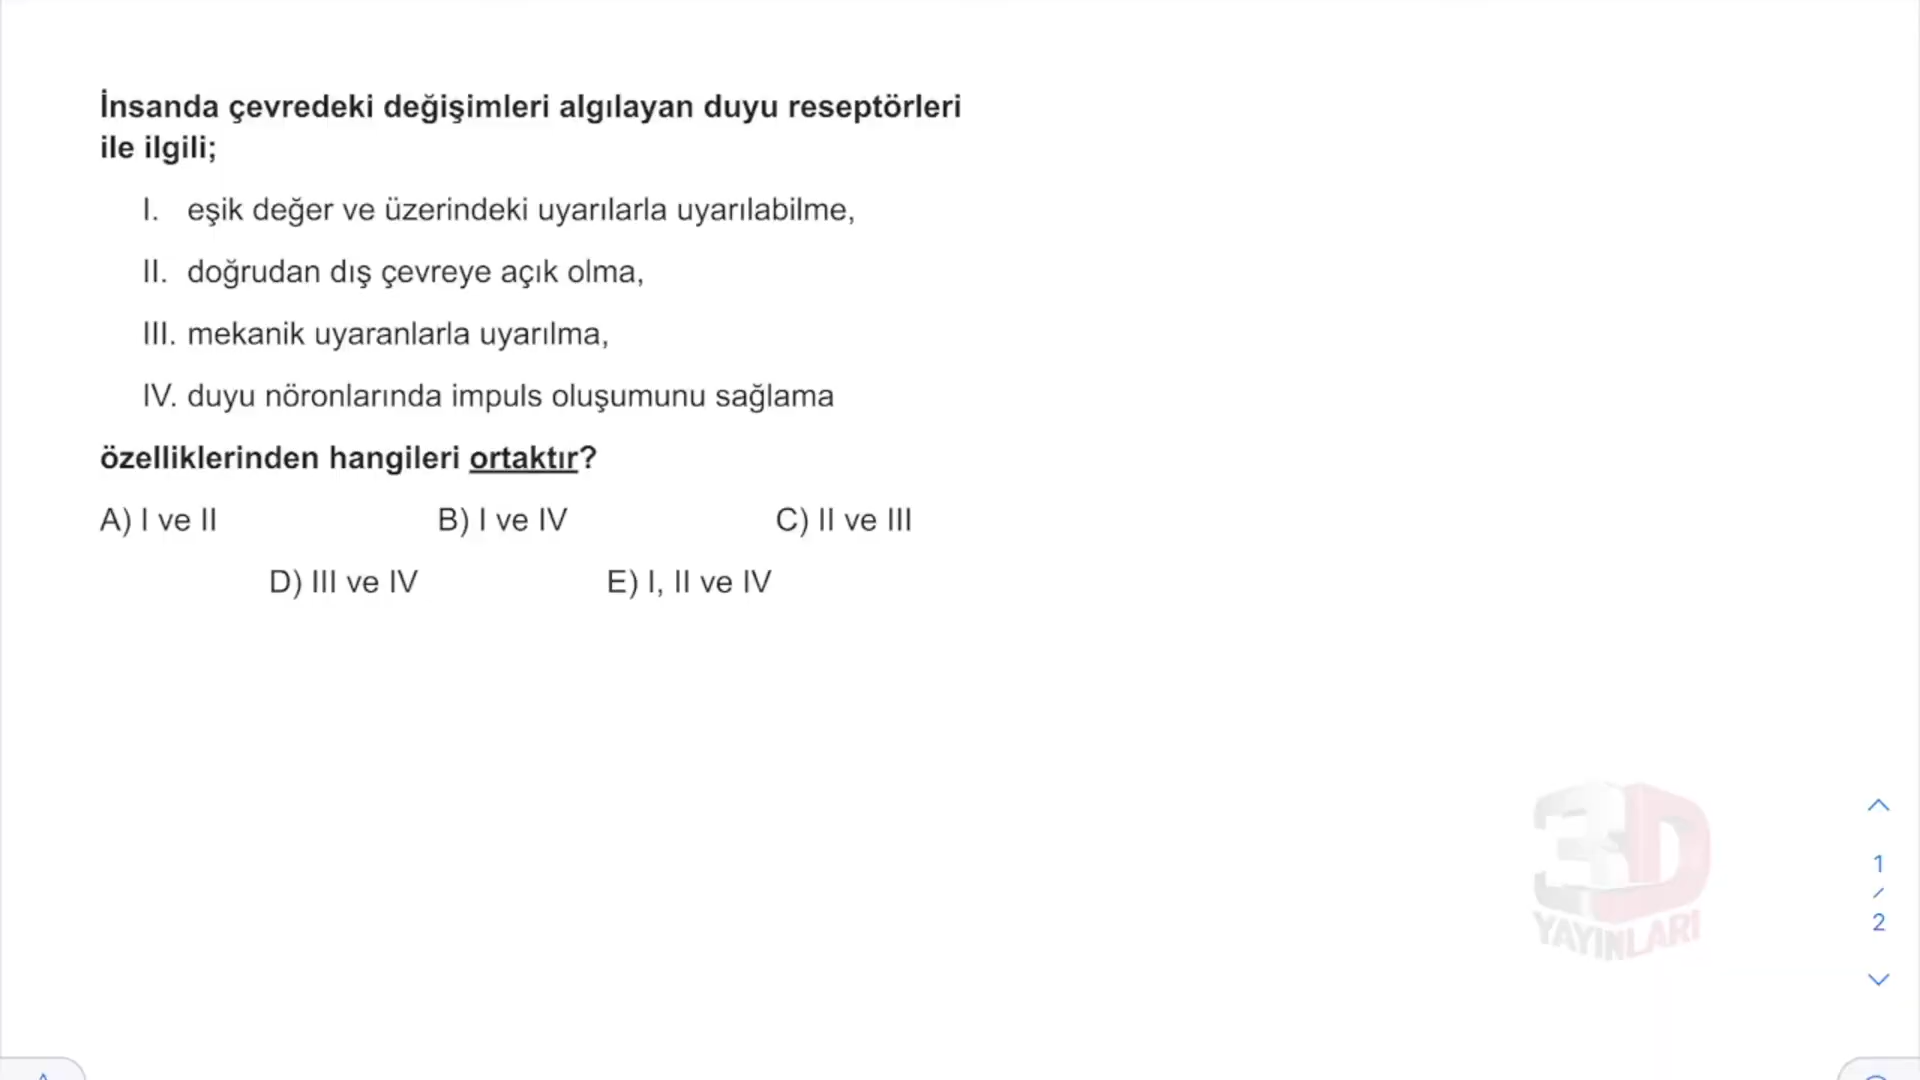 İnsanda çevredeki değişimleri algılayan duyu reseptörleri
ile ilgili;
I. eşik değer ve üzerindeki uyarılarla uyarılabilme,
II. doğrudan dış çevreye açık olma,
III. mekanik uyaranlarla uyarılma,
IV. duyu nöronlarında impuls oluşumunu sağlama
özelliklerinden hangileri ortaktır?
A) I ve II B) I ve IV C) II ve III
D) III ve IV E) I, II ve IV
3D
YAYINLARI
1
/
2